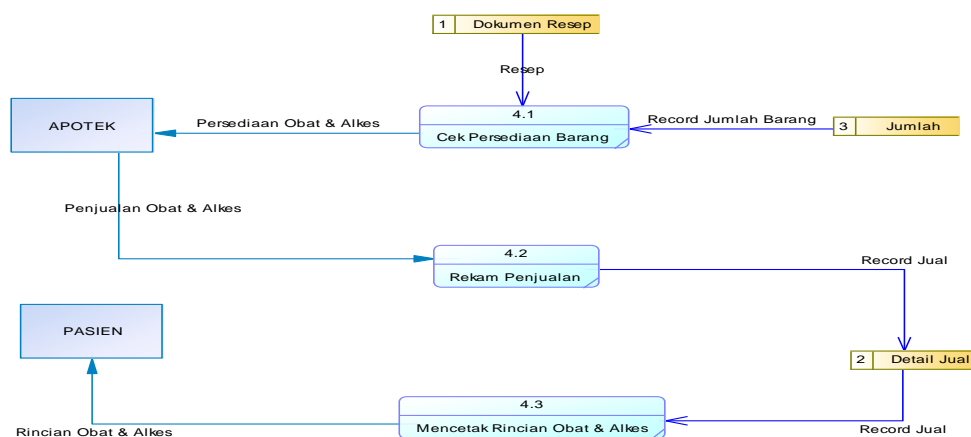 1 Dokumen Resep
Resep
APOTEK
Persediaan Obat & Alkes
4.1
Cek Persediaan Barang
Record Jumlah Barang
3 Jumlah
Penjualan Obat & Alkes
4.2
Rekam Penjualan
Record Jual
PASIEN
2 Detail Jual
4.3
Mencetak Rincian Obat & Alkes
Rincian Obat & Alkes
Record Jual